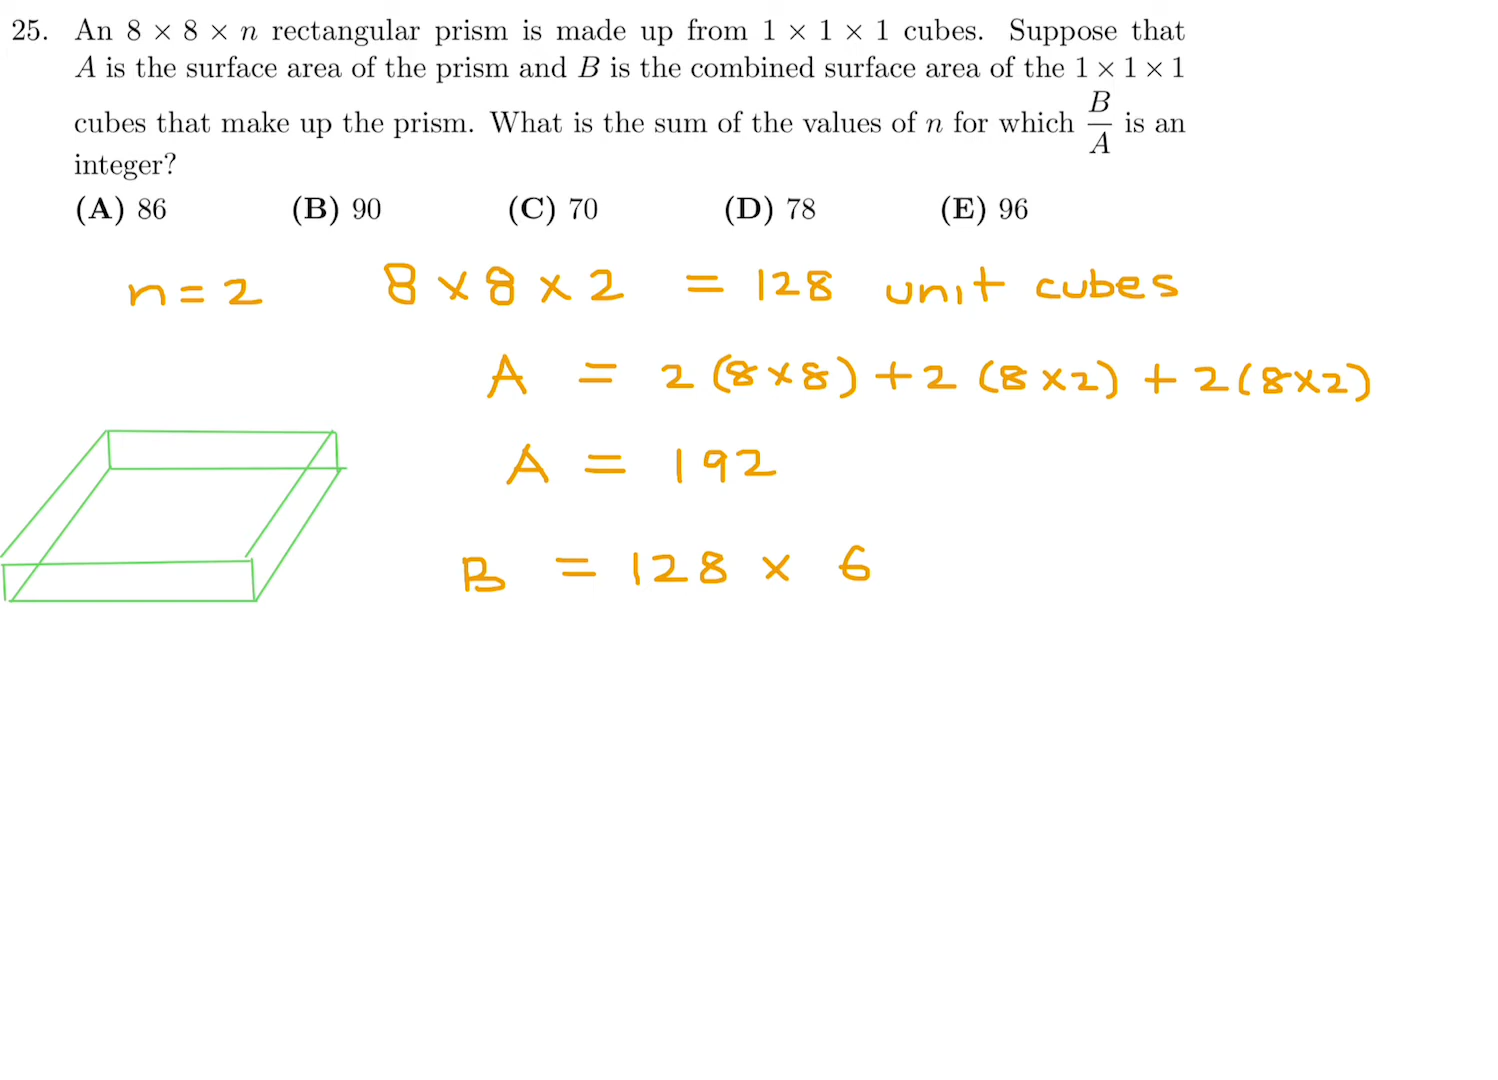 25. An 8 × 8 × n rectangular prism is made up from 1 × 1 × 1 cubes. Suppose that
A is the surface area of the prism and B is the combined surface area of the 1 × 1 × 1
cubes that make up the prism. What is the sum of the values of n for which B/A is an
integer?
(A) 86 (B) 90 (C) 70 (D) 78 (E) 96
n = 2 8 × 8 × 2 = 128 unit cubes
A = 2 (8 × 8) + 2 (8 × 2) + 2 (8 × 2)
A = 192
B = 128 × 6